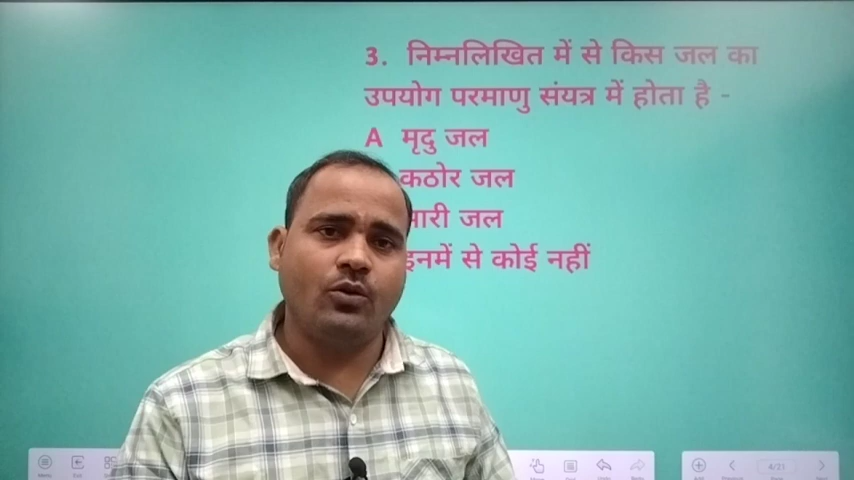 3. निम्नलिखित में से किस जल का
उपयोग परमाणु संयत्र में होता है -
A मृदु जल
कठोर जल
जल
इनमें से कोई नहीं
4/21